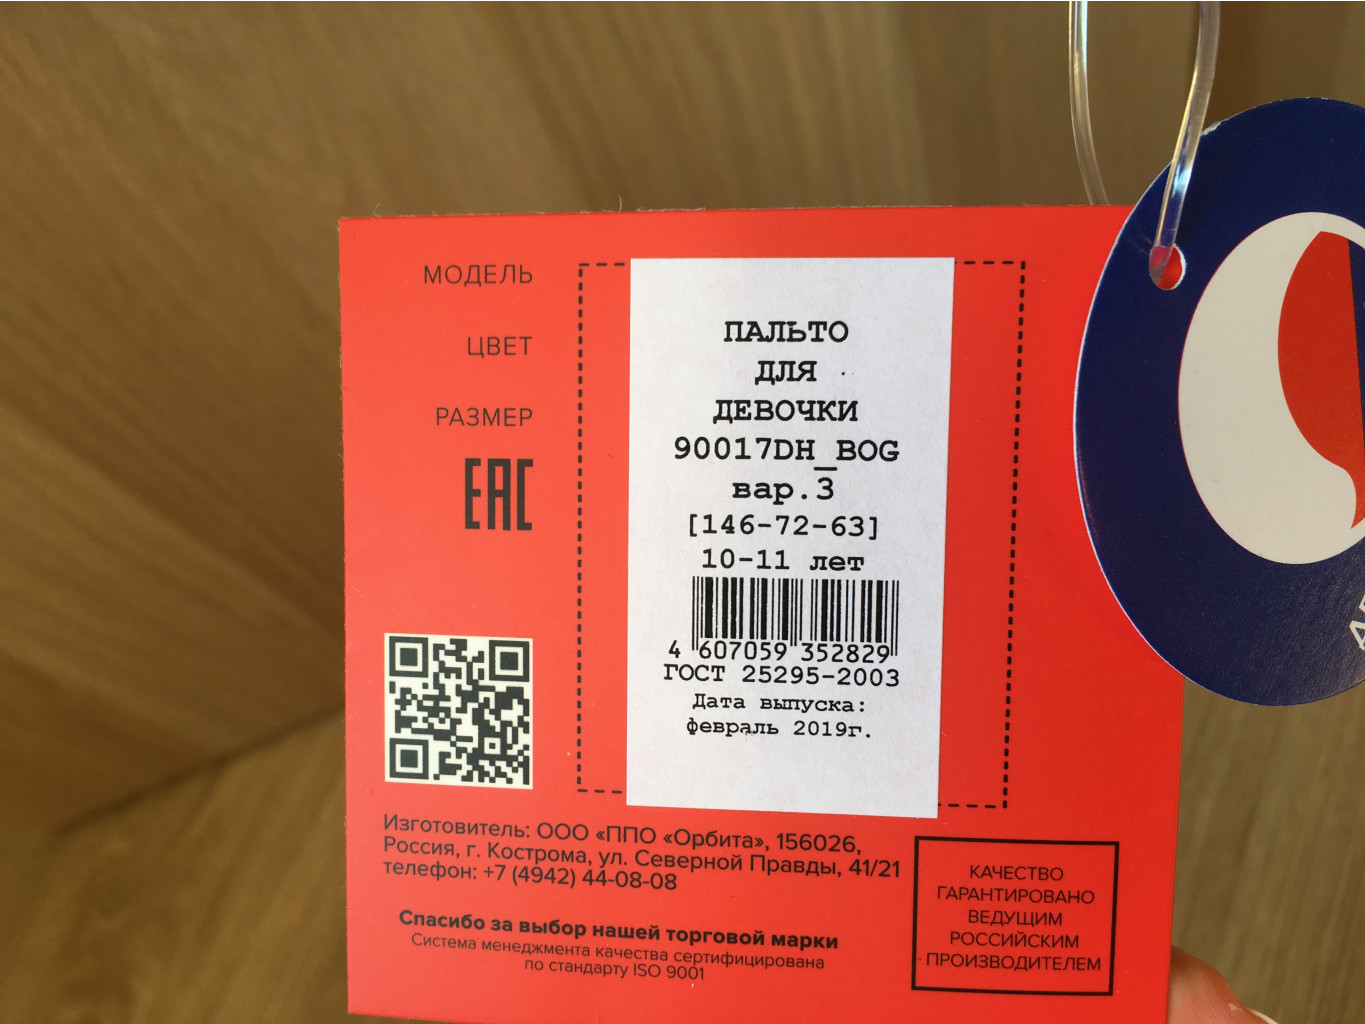 МОДЕЛЬ
ЦВЕТ
РАЗМЕР
EAC
ПАЛЬТО
ДЛЯ
ДЕВОЧКИ
90017DH_BOG
вар.3
[146-72-63]
10-11 лет
4 607059 352829
ГОСТ 25295-2003
Дата выпуска:
февраль 2019г.
Изготовитель: ООО «ППО «Орбита», 156026,
Россия, г. Кострома, ул. Северной Правды, 41/21
телефон: +7 (4942) 44-08-08
Спасибо за выбор нашей торговой марки
Система менеджмента качества сертифицирована
по стандарту ISO 9001
КАЧЕСТВО
ГАРАНТИРОВАНО
ВЕДУЩИМ
РОССИЙСКИМ
ПРОИЗВОДИТЕЛЕМ